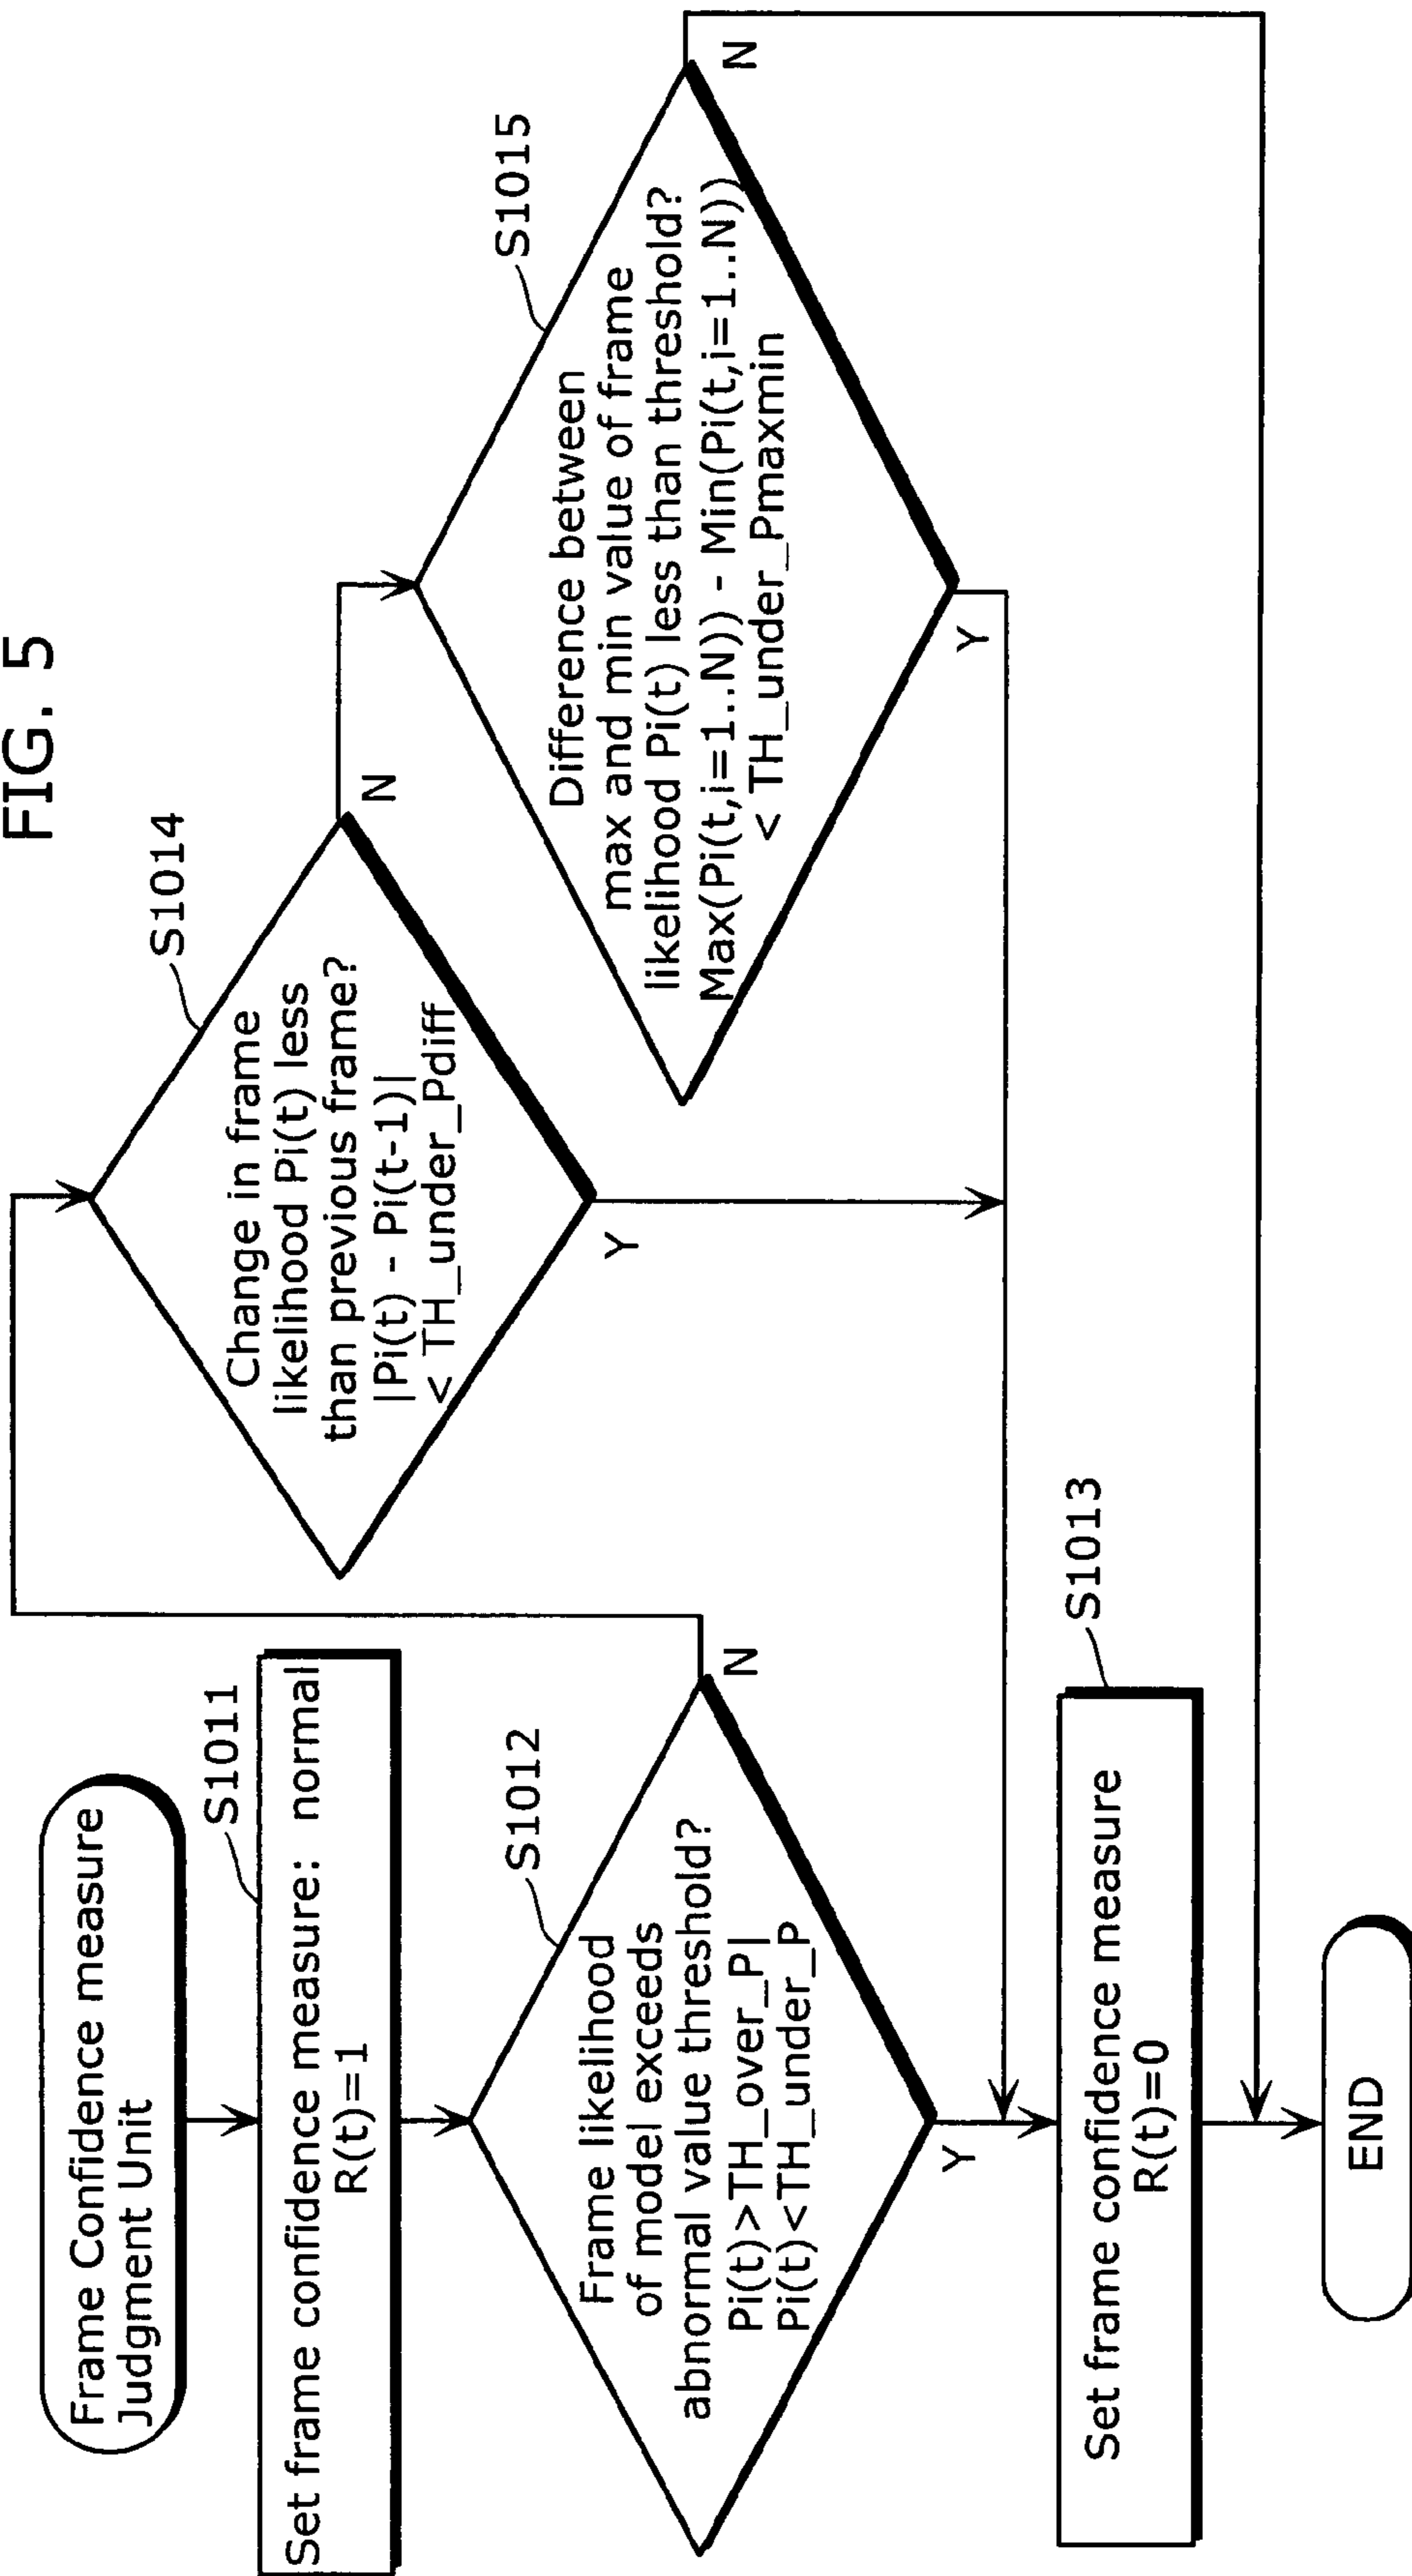 FIG. 5
Frame Confidence measure
Judgment Unit
S1011
Set frame confidence measure: normal
R(t)=1
S1012
Frame likelihood
of model exceeds
abnormal value threshold?
Pi(t)>TH_over_P|
Pi(t)<TH_under_P
N
Y
S1013
Set frame confidence measure
R(t)=0
END
S1014
Change in frame
likelihood Pi(t) less
than previous frame?
|Pi(t) - Pi(t-1)|
< TH_under_Pdiff
N
Y
S1015
Difference between
max and min value of frame
likelihood Pi(t) less than threshold?
Max(Pi(t,i=1..N)) - Min(Pi(t,i=1..N))
< TH_under_Pmaxmin
N
Y